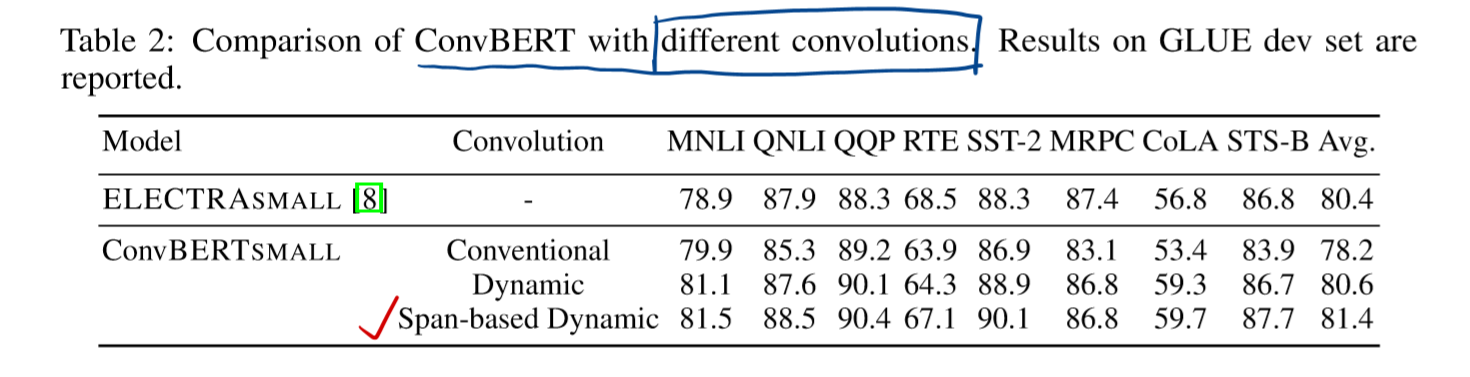 Table 2: Comparison of ConvBERT with different convolutions. Results on GLUE dev set are
reported.
Model Convolution MNLI QNLI QQP RTE SST-2 MRPC CoLA STS-B Avg.
ELECTRASMALL [8] - 78.9 87.9 88.3 68.5 88.3 87.4 56.8 86.8 80.4
ConvBERTSMALL Conventional 79.9 85.3 89.2 63.9 86.9 83.1 53.4 83.9 78.2
Dynamic 81.1 87.6 90.1 64.3 88.9 86.8 59.3 86.7 80.6
Span-based Dynamic 81.5 88.5 90.4 67.1 90.1 86.8 59.7 87.7 81.4